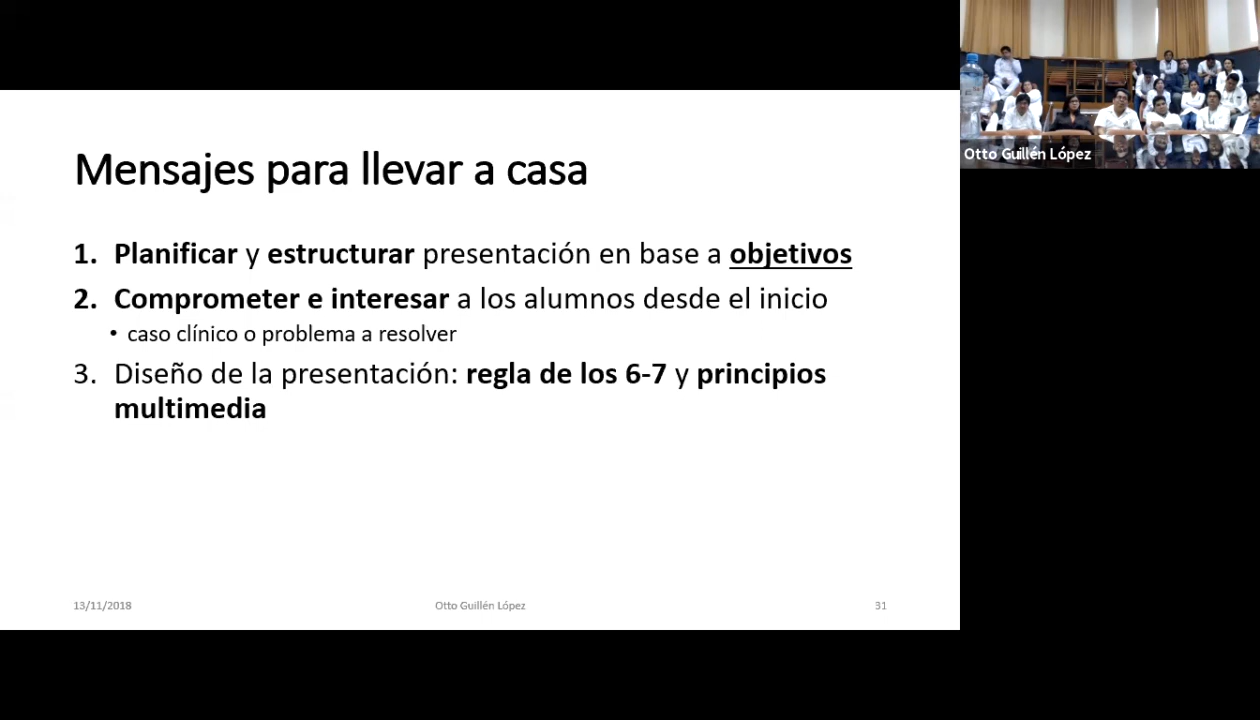 Mensajes para llevar a casa
1. Planificar y estructurar presentación en base a objetivos
2. Comprometer e interesar a los alumnos desde el inicio
• caso clínico o problema a resolver
3. Diseño de la presentación: regla de los 6-7 y principios
multimedia
13/11/2018
Otto Guillén López
31
Otto Guillén López